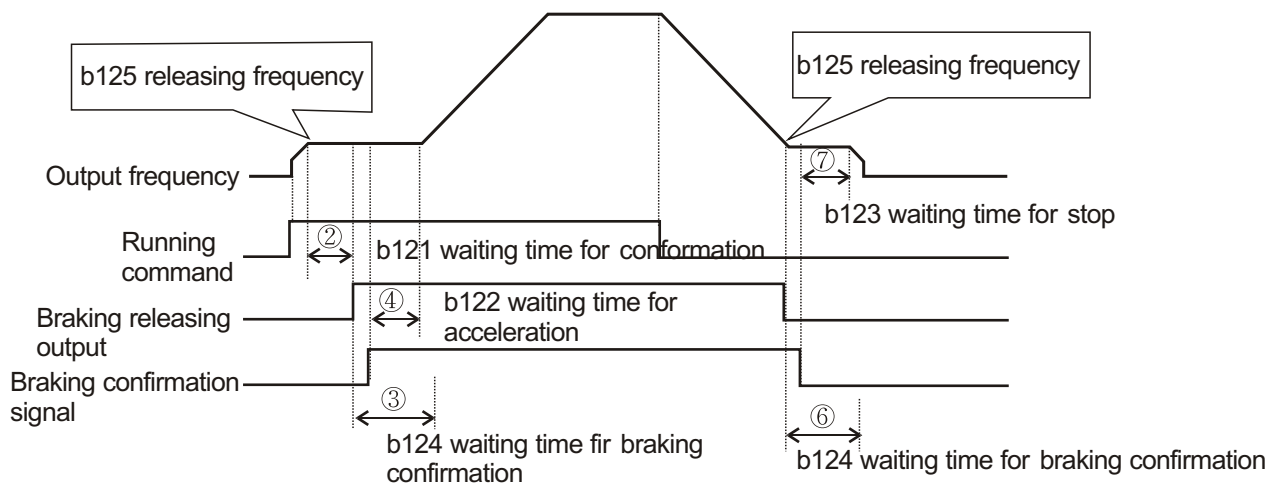 b125 releasing frequency
b125 releasing frequency
Output frequency
⑦
b123 waiting time for stop
Running
command
②
b121 waiting time for conformation
Braking releasing
output
④
b122 waiting time for
acceleration
Braking confirmation
signal
③
b124 waiting time fir braking
confirmation
⑥
b124 waiting time for braking confirmation